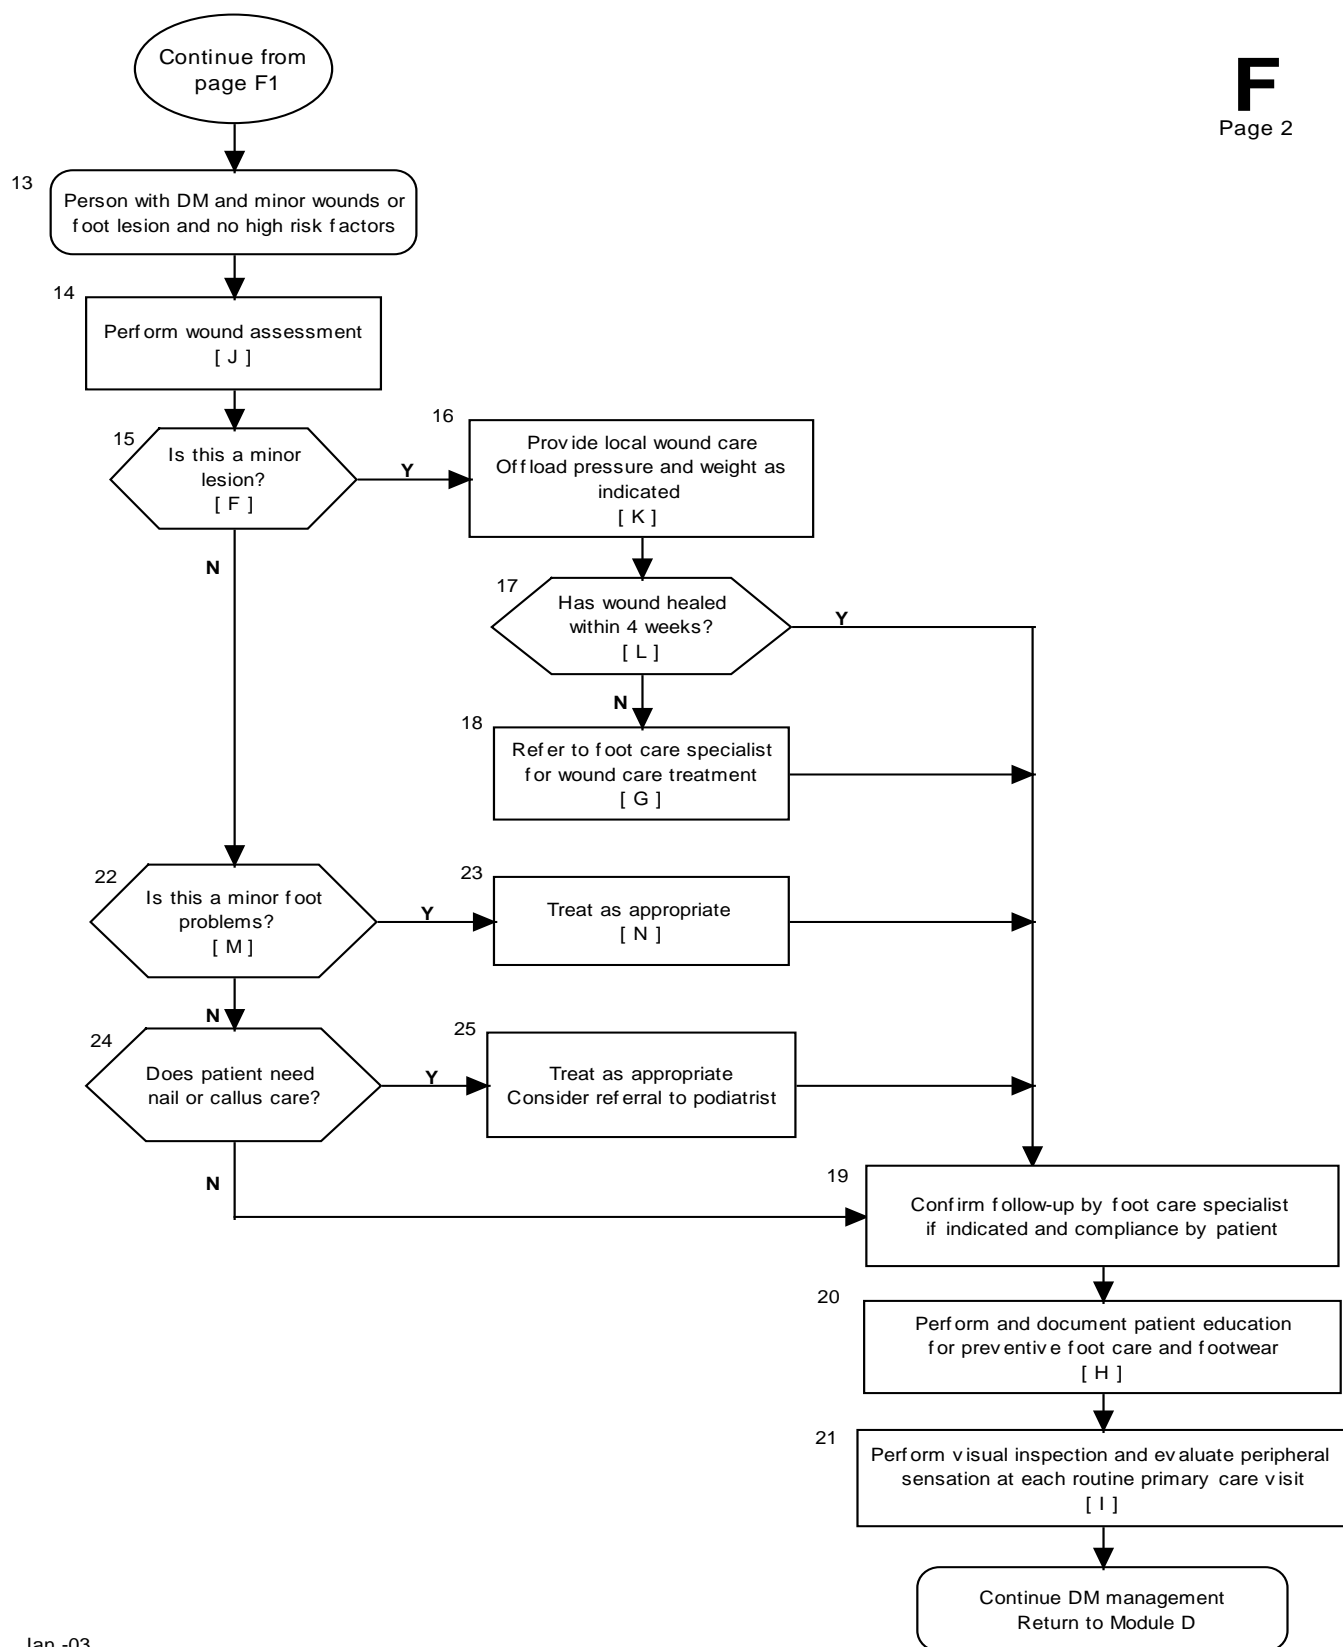 Continue from
page F1
F
Page 2
13
Person with DM and minor wounds or
foot lesion and no high risk factors
14
Perform wound assessment
[ J ]
15
Is this a minor
lesion?
[ F ]
Y
N
16
Provide local wound care
Offload pressure and weight as
indicated
[ K ]
17
Has wound healed
within 4 weeks?
[ L ]
Y
N
18
Refer to foot care specialist
for wound care treatment
[ G ]
22
Is this a minor foot
problems?
[ M ]
Y
N
23
Treat as appropriate
[ N ]
24
Does patient need
nail or callus care?
Y
N
25
Treat as appropriate
Consider referral to podiatrist
19
Confirm follow-up by foot care specialist
if indicated and compliance by patient
20
Perform and document patient education
for preventive foot care and footwear
[ H ]
21
Perform visual inspection and evaluate peripheral
sensation at each routine primary care visit
[ I ]
Continue DM management
Return to Module D
Jan -03